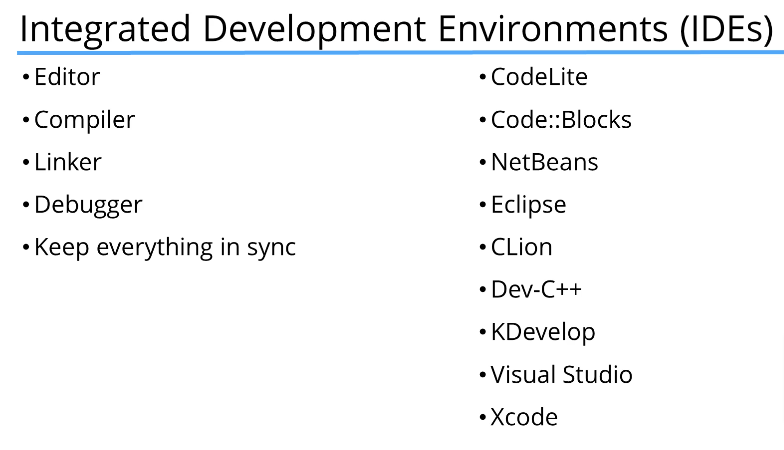 Integrated Development Environments (IDEs)
•Editor
•Compiler
•Linker
•Debugger
•Keep everything in sync
•CodeLite
•Code::Blocks
•NetBeans
•Eclipse
•CLion
•Dev-C++
•KDevelop
•Visual Studio
•Xcode